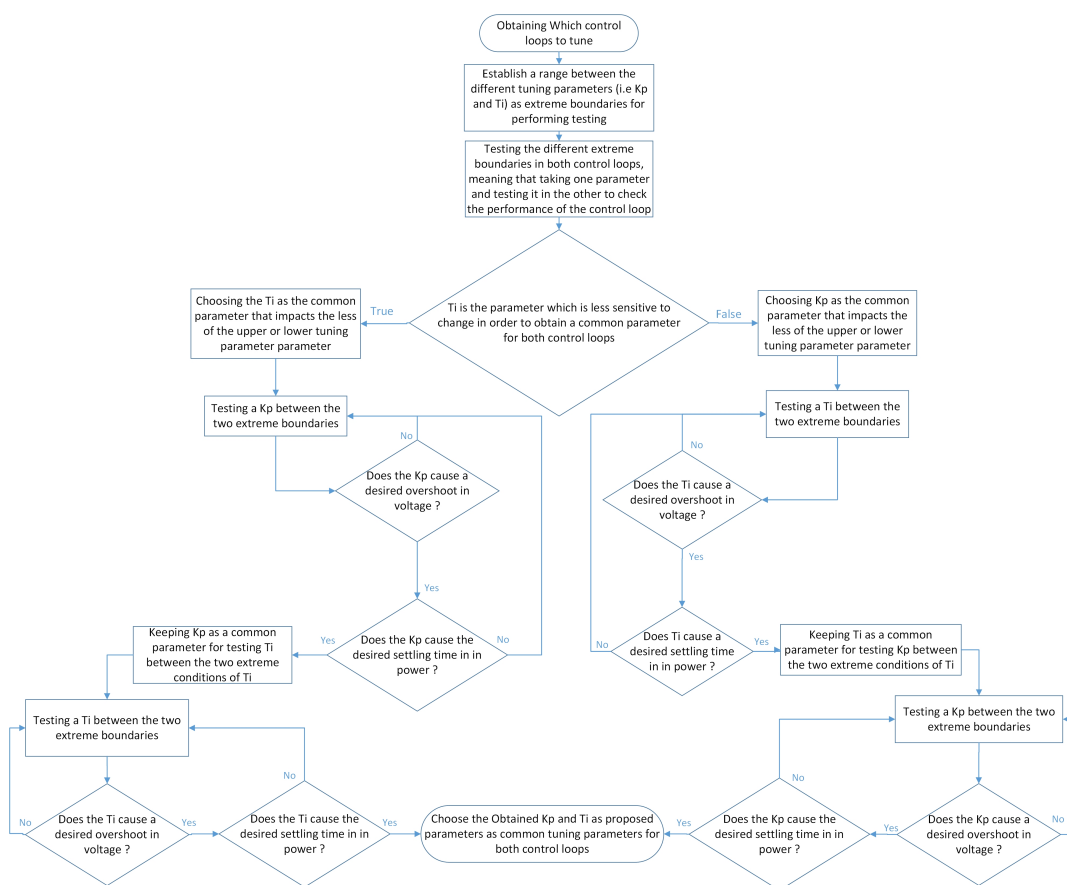 Obtaining Which control
loops to tune
Establish a range between the
different tuning parameters (i.e Kp
and Ti) as extreme boundaries for
performing testing
Testing the different extreme
boundaries in both control loops,
meaning that taking one parameter
and testing it in the other to check
the performance of the control loop
Ti is the parameter which is less sensitive to
change in order to obtain a common parameter
for both control loops
True
False
Choosing the Ti as the common
parameter that impacts the less
of the upper or lower tuning
parameter parameter
Choosing Kp as the common
parameter that impacts the
less of the upper or lower
tuning parameter parameter
Testing a Kp between the
two extreme boundaries
Testing a Ti between the
two extreme boundaries
No
Does the Kp cause a
desired overshoot in
voltage ?
Yes
No
Does the Ti cause a
desired overshoot in
voltage ?
Yes
Does the Kp cause the
desired settling time in in
power ?
Yes
No
Does Ti cause a
desired settling time
in in power ?
No
Yes
Keeping Kp as a common
parameter for testing Ti
between the two extreme
conditions of Ti
Keeping Ti as a common
parameter for testing Kp between
the two extreme conditions of Ti
Testing a Ti between the two
extreme boundaries
Testing a Kp between the two
extreme boundaries
No
Does the Ti cause a
desired overshoot in
voltage ?
Yes
No
Does the Ti cause the
desired settling time in in
power ?
Yes
Choose the Obtained Kp and Ti as proposed
parameters as common tuning parameters for
both control loops
Yes
No
Does the Kp cause the
desired settling time in in
power ?
Yes
Does the Kp cause a
desired overshoot in
voltage ?
No